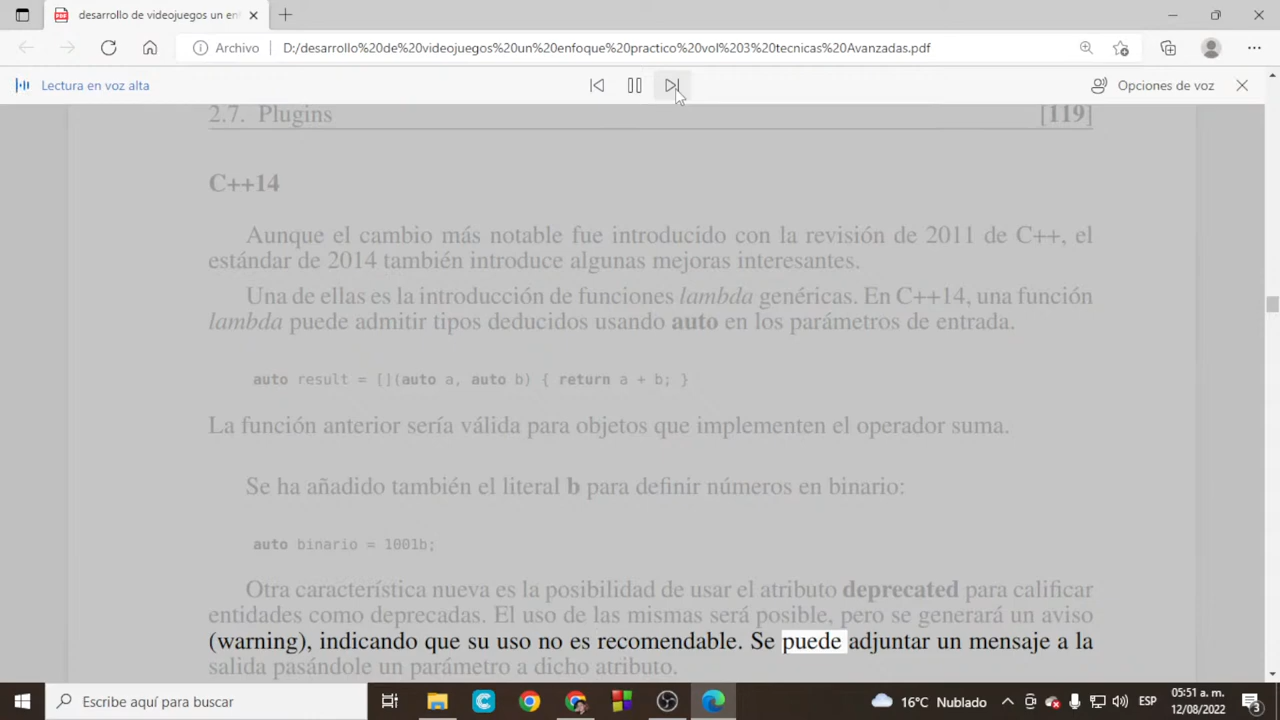 desarrollo de videojuegos un en
Archivo
D:/desarrollo%20de%20videojuegos%20un%20enfoque%20practico%20vol%203%20tecnicas%20Avanzadas.pdf
Lectura en voz alta
Opciones de voz
2.7. Plugins [119]
C++14
Aunque el cambio más notable fue introducido con la revisión de 2011 de C++, el
estándar de 2014 también introduce algunas mejoras interesantes.
Una de ellas es la introducción de funciones lambda genéricas. En C++14, una función
lambda puede admitir tipos deducidos usando auto en los parámetros de entrada.
auto result = [](auto a, auto b) { return a + b; }
La función anterior sería válida para objetos que implementen el operador suma.
Se ha añadido también el literal b para definir números en binario:
auto binario = 1001b;
Otra característica nueva es la posibilidad de usar el atributo deprecated para calificar
entidades como deprecadas. El uso de las mismas será posible, pero se generará un aviso
(warning), indicando que su uso no es recomendable. Se puede adjuntar un mensaje a la
salida pasándole un parámetro a dicho atributo.
Escribe aquí para buscar
16°C Nublado
ESP
05:51 a. m.
12/08/2022
3